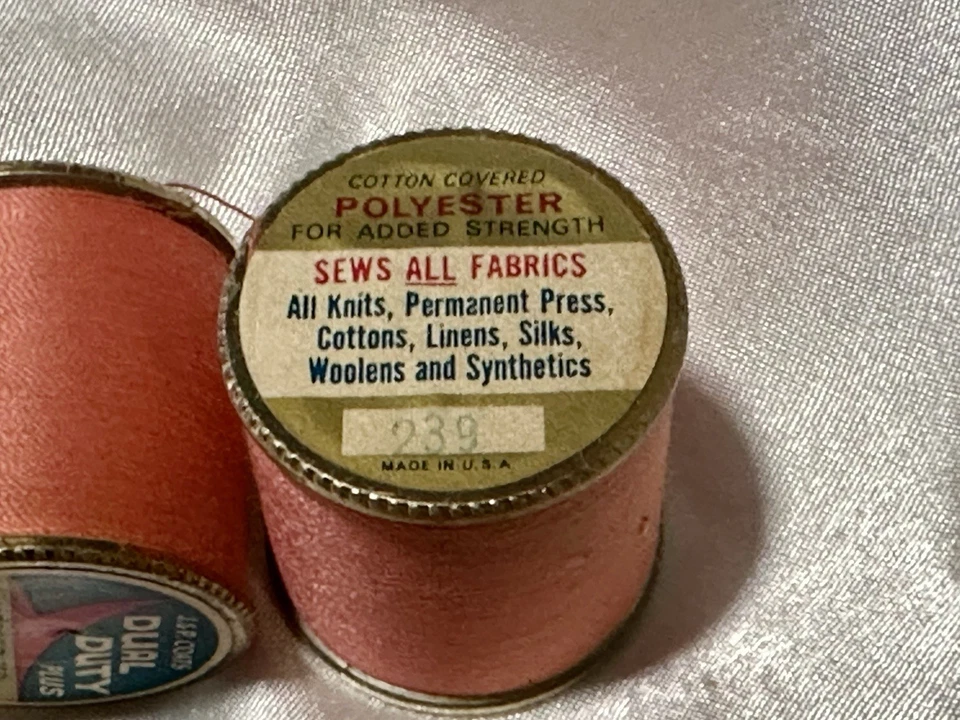 COTTON COVERED
POLYESTER
FOR ADDED STRENGTH
SEWS ALL FABRICS
All Knits, Permanent Press,
Cottons, Linens, Silks,
Woolens and Synthetics
239
MADE IN U.S.A
J.&P. COATS
DUAL
DUTY
PLUS